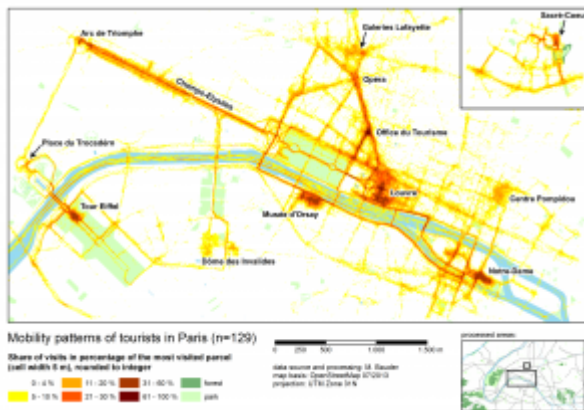 Arc de Triomphe
Galeries Lafayette
Sacré-Coeur
Opéra
Champs-Elysées
Office du Tourisme
Place du Trocadéro
Louvre
Centre Pompidou
Tour Eiffel
Musée d'Orsay
Dôme des Invalides
Notre-Dame
Mobility patterns of tourists in Paris (n=129)
Share of visits in percentage of the most visited parcel
(cell width 5 m), rounded to integer
0 - 4 % 11 - 20 % 31 - 60 % forest
5 - 10 % 21 - 30 % 61 - 100 % park
0 500 1.000 1.500 m
data source and processing: M. Bauder
map basis: OpenStreetMap 07/2013
projection: UTM Zone 31N
processed areas: